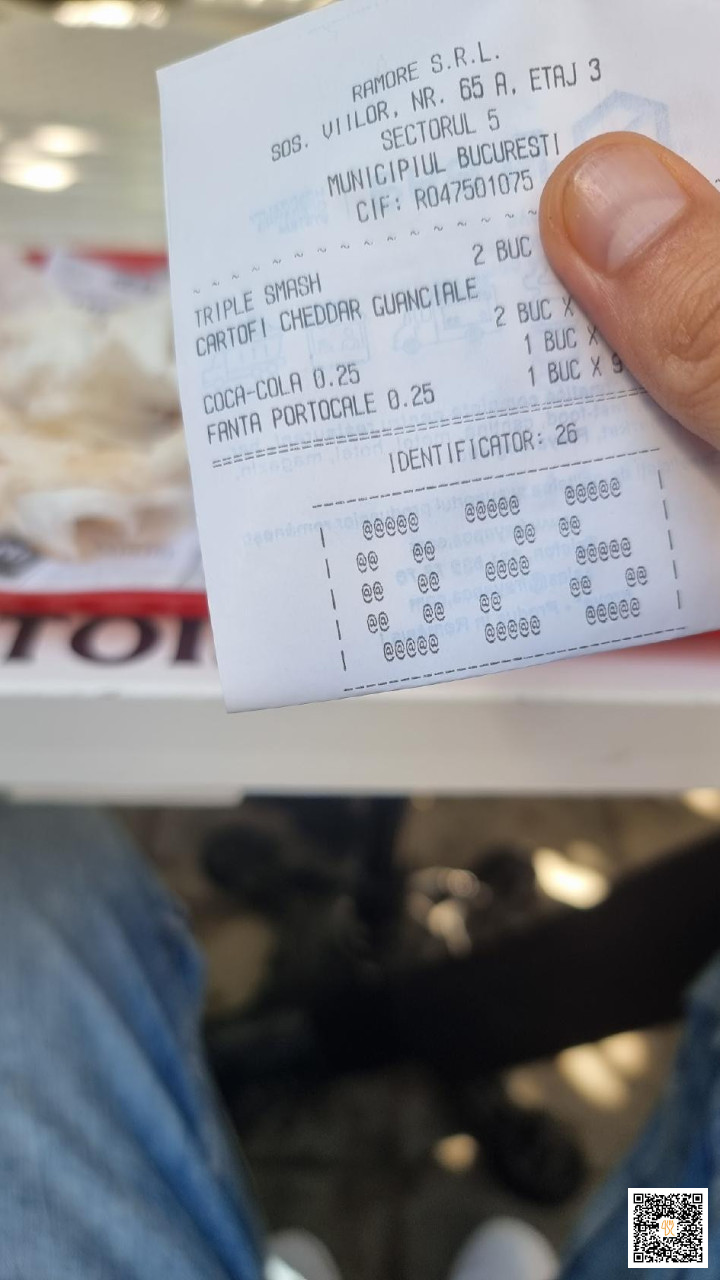 RAMORE S.R.L.
SOS. VIILOR, NR. 65 A, ETAJ 3
SECTORUL 5
MUNICIPIUL BUCURESTI
CIF: RO47501075
~ ~ ~ ~ ~ ~ ~ ~ ~ ~ ~ ~ ~ ~ ~ ~
2 BUC
TRIPLE SMASH
CARTOFI CHEDDAR GUANCIALE
2 BUC X
1 BUC X
COCA-COLA 0.25
1 BUC X 9
FANTA PORTOCALE 0.25
IDENTIFICATOR: 26
@@@@@ @@@@@ @@@@@
@@ @@ @@ @@
@@ @@ @@@@ @@@@@
@@ @@ @@ @@ @@
@@@@@ @@@@@ @@@@@